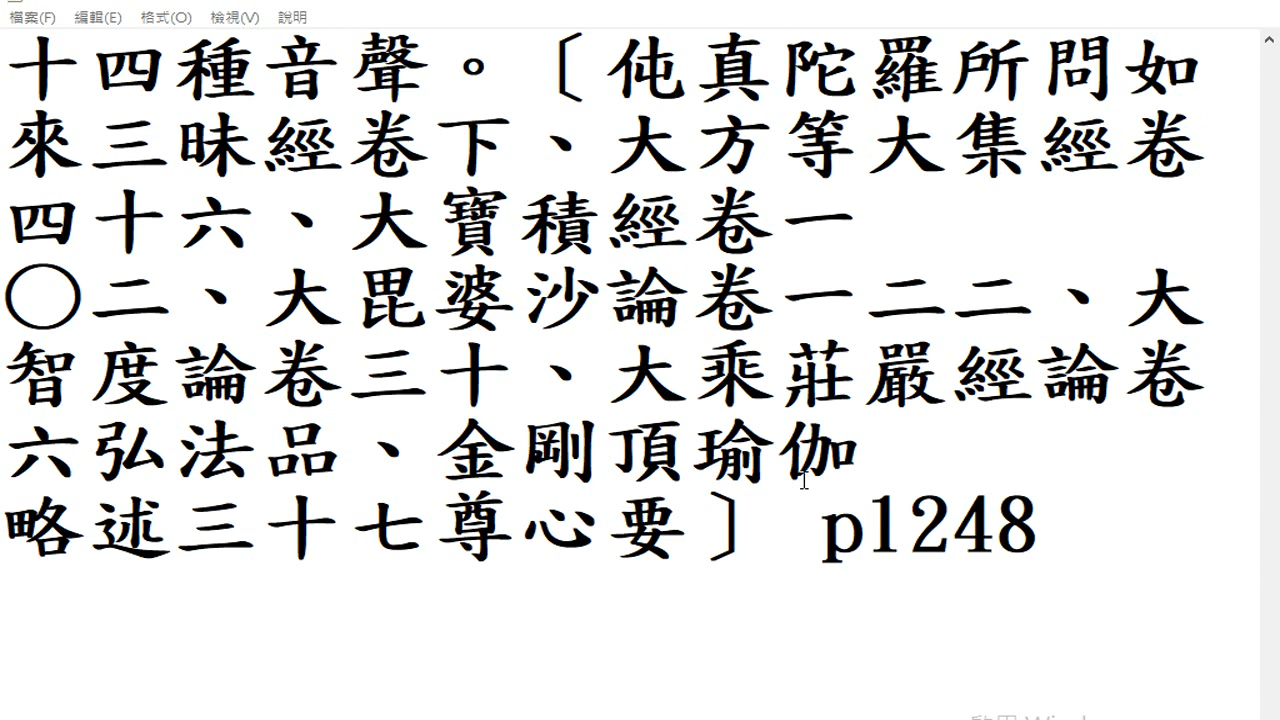 檔案(F) 編輯(E) 格式(O) 檢視(V) 說明
十四種音聲。〔伅真陀羅所問如
來三昧經卷下、大方等大集經卷
四十六、大寶積經卷一
〇二、大毘婆沙論卷一二二、大
智度論卷三十、大乘莊嚴經論卷
六弘法品、金剛頂瑜伽
略述三十七尊心要〕 p1248